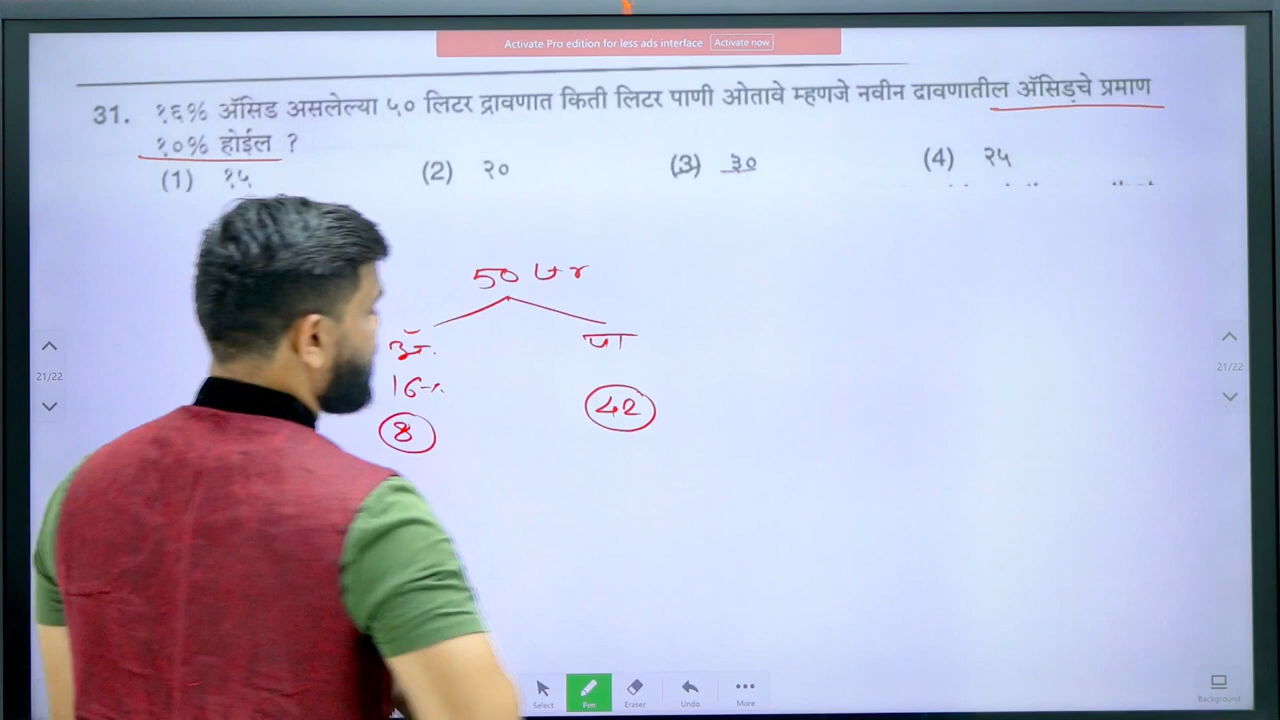 Activate Pro edition for less ads interface Activate now
31. १६% ॲसिड असलेल्या ५० लिटर द्रावणात किती लिटर पाणी ओतावे म्हणजे नवीन द्रावणातील ॲसिड्चे प्रमाण
१०% होईल ?
(1) १५ (2) २० (3) ३० (4) २५
50
ॲ. पा
16%
8 42
21/22 21/22
Select Pen Eraser Undo More Background